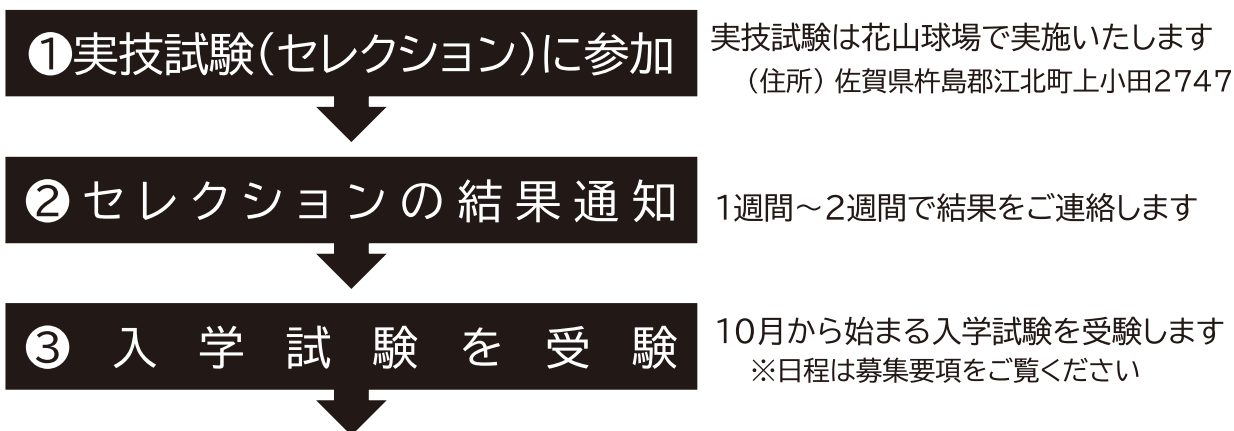 ❶実技試験(セレクション)に参加
実技試験は花山球場で実施いたします
(住所)佐賀県杵島郡江北町上小田2747
❷セレクションの結果通知
1週間～2週間で結果をご連絡します
❸入学試験を受験
10月から始まる入学試験を受験します
※日程は募集要項をご覧ください